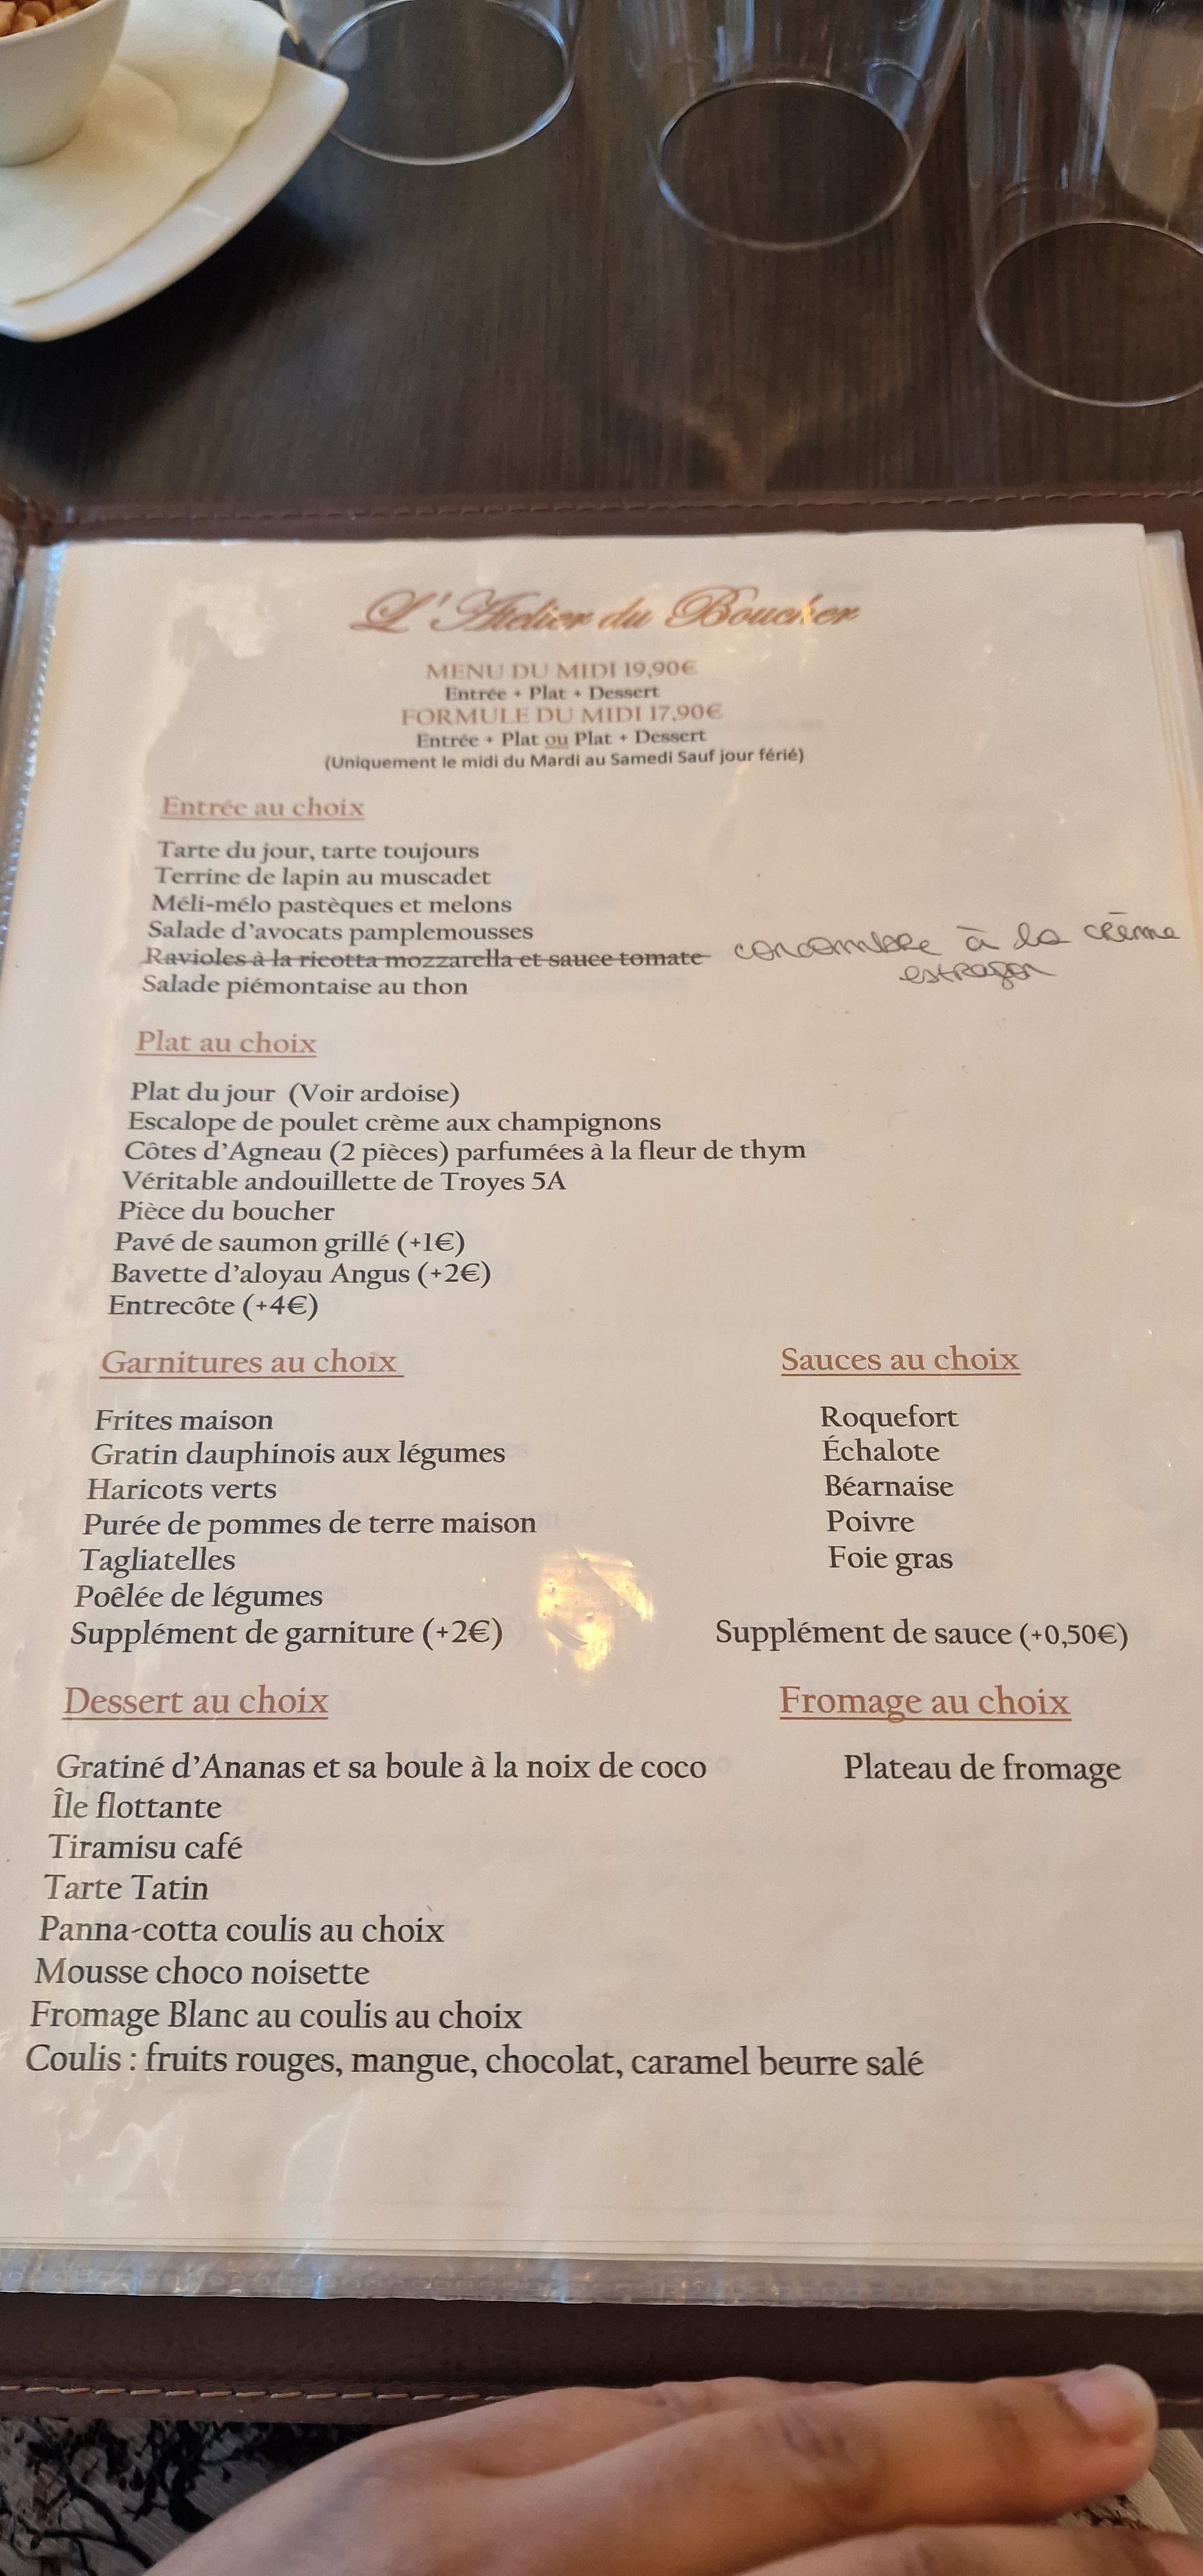 L'Atelier du Boucher
MENU DU MIDI 19,90€
Entrée + Plat + Dessert
FORMULE DU MIDI 17,90€
Entrée + Plat ou Plat + Dessert
(Uniquement le midi du Mardi au Samedi Sauf jour férié)
Entrée au choix
Tarte du jour, tarte toujours
Terrine de lapin au muscadet
Méli-mélo pastèques et melons
Salade d'avocats pamplemousses
Ravioles à la ricotta mozzarella et sauce tomate concombre à la crème
estragon
Salade piémontaise au thon
Plat au choix
Plat du jour (Voir ardoise)
Escalope de poulet crème aux champignons
Côtes d'Agneau (2 pièces) parfumées à la fleur de thym
Véritable andouillette de Troyes 5A
Pièce du boucher
Pavé de saumon grillé (+1€)
Bavette d'aloyau Angus (+2€)
Entrecôte (+4€)
Garnitures au choix
Frites maison
Gratin dauphinois aux légumes
Haricots verts
Purée de pommes de terre maison
Tagliatelles
Poêlée de légumes
Supplément de garniture (+2€)
Sauces au choix
Roquefort
Échalote
Béarnaise
Poivre
Foie gras
Supplément de sauce (+0,50€)
Dessert au choix
Gratiné d'Ananas et sa boule à la noix de coco
Île flottante
Tiramisu café
Tarte Tatin
Panna-cotta coulis au choix
Mousse choco noisette
Fromage Blanc au coulis au choix
Coulis : fruits rouges, mangue, chocolat, caramel beurre salé
Fromage au choix
Plateau de fromage